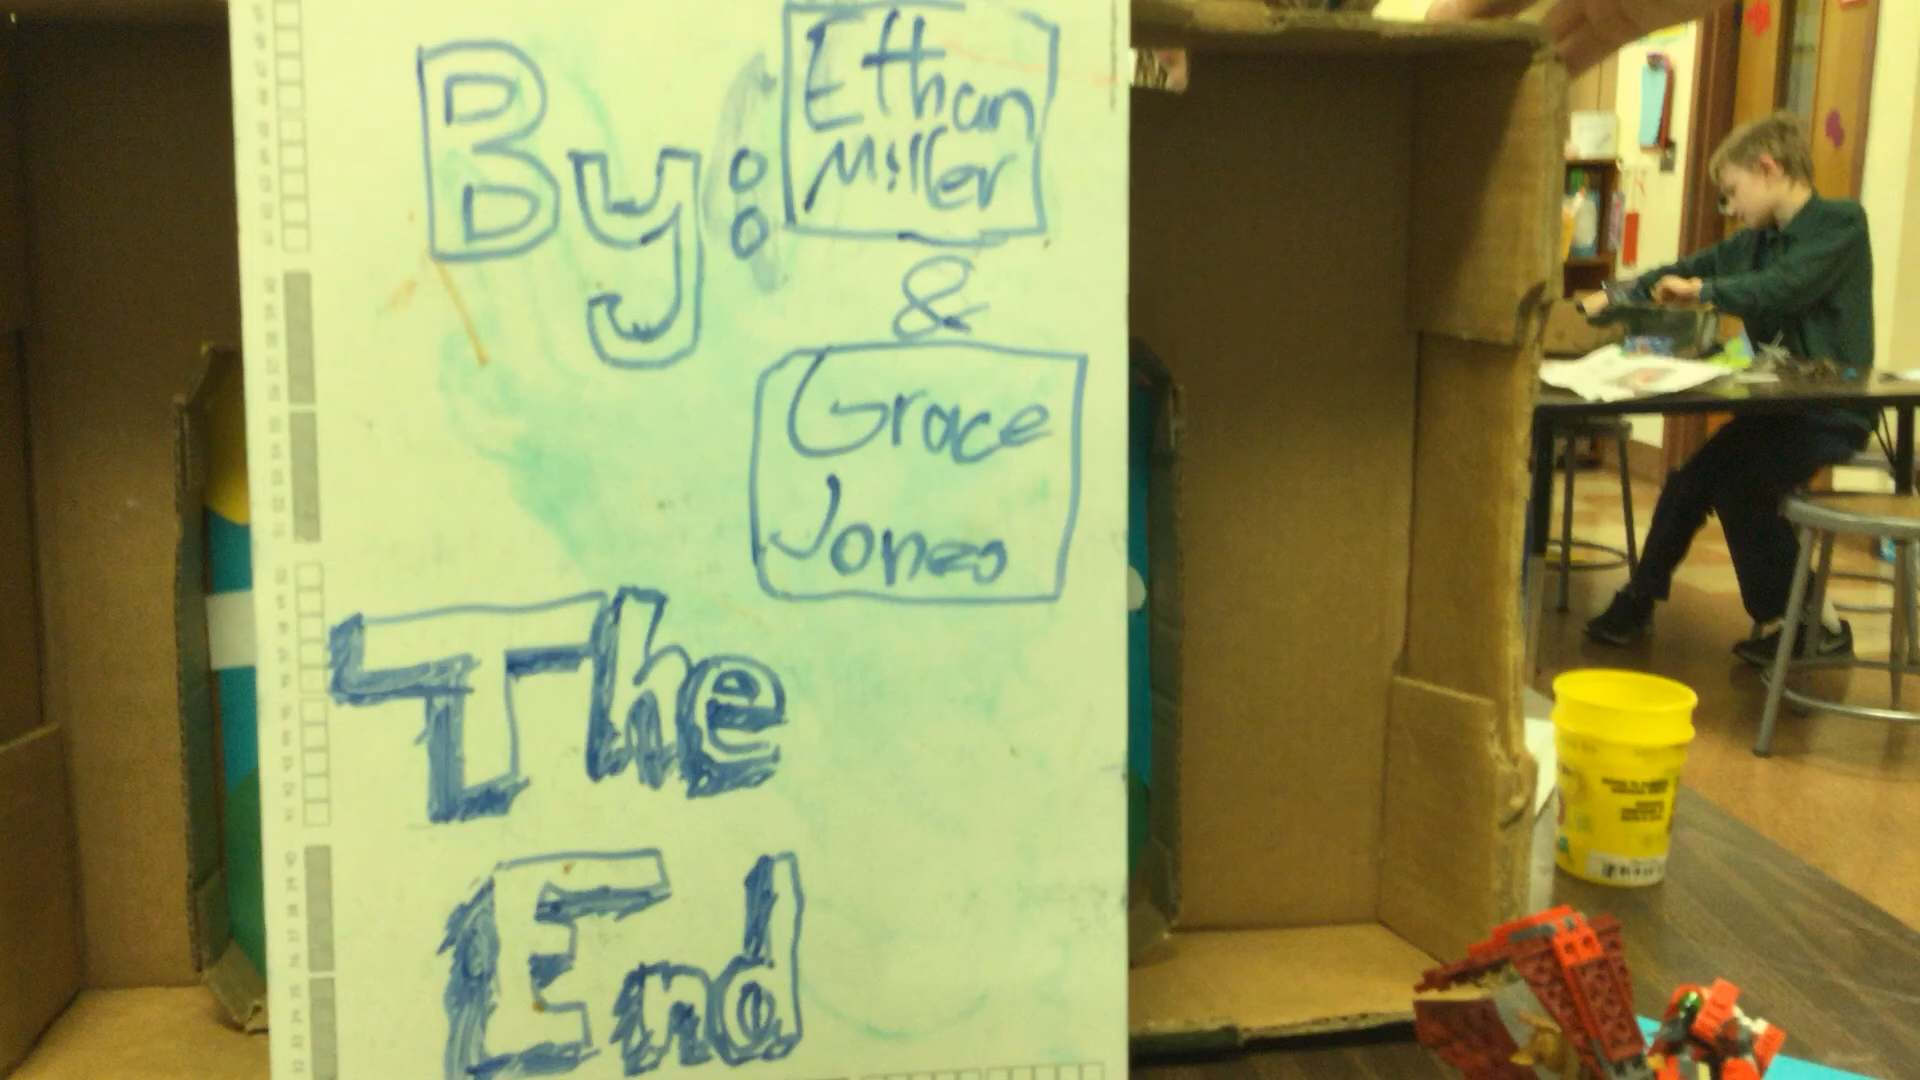 By: Ethan
Miller
&
Grace
Jones
The
End